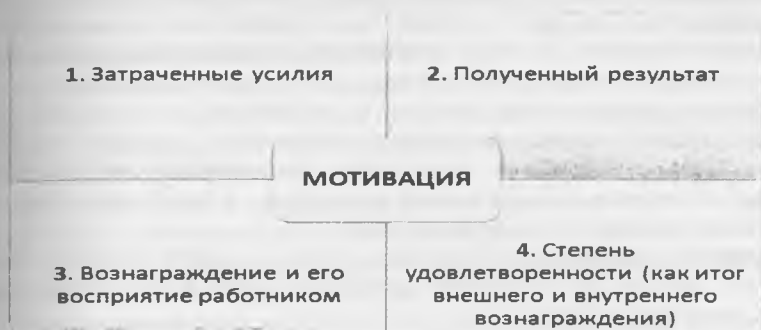 1. Затраченные усилия
2. Полученный результат
МОТИВАЦИЯ
3. Вознаграждение и его
восприятие работником
4. Степень
удовлетворенности (как итог
внешнего и внутреннего
вознаграждения)